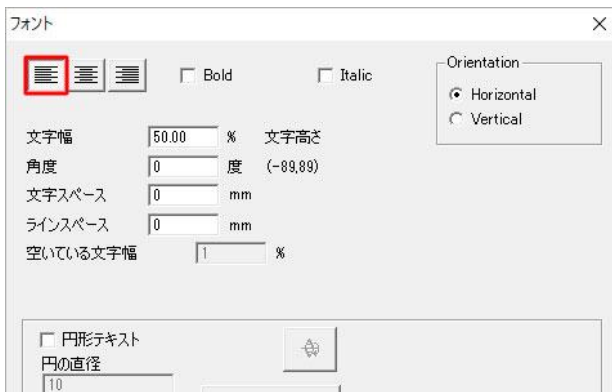 フォント
Bold Italic
Orientation
Horizontal
Vertical
文字幅 50.00 % 文字高さ
角度 0 度 (-89,89)
文字スペース 0 mm
ラインスペース 0 mm
空いている文字幅 1 %
円形テキスト
円の直径
10